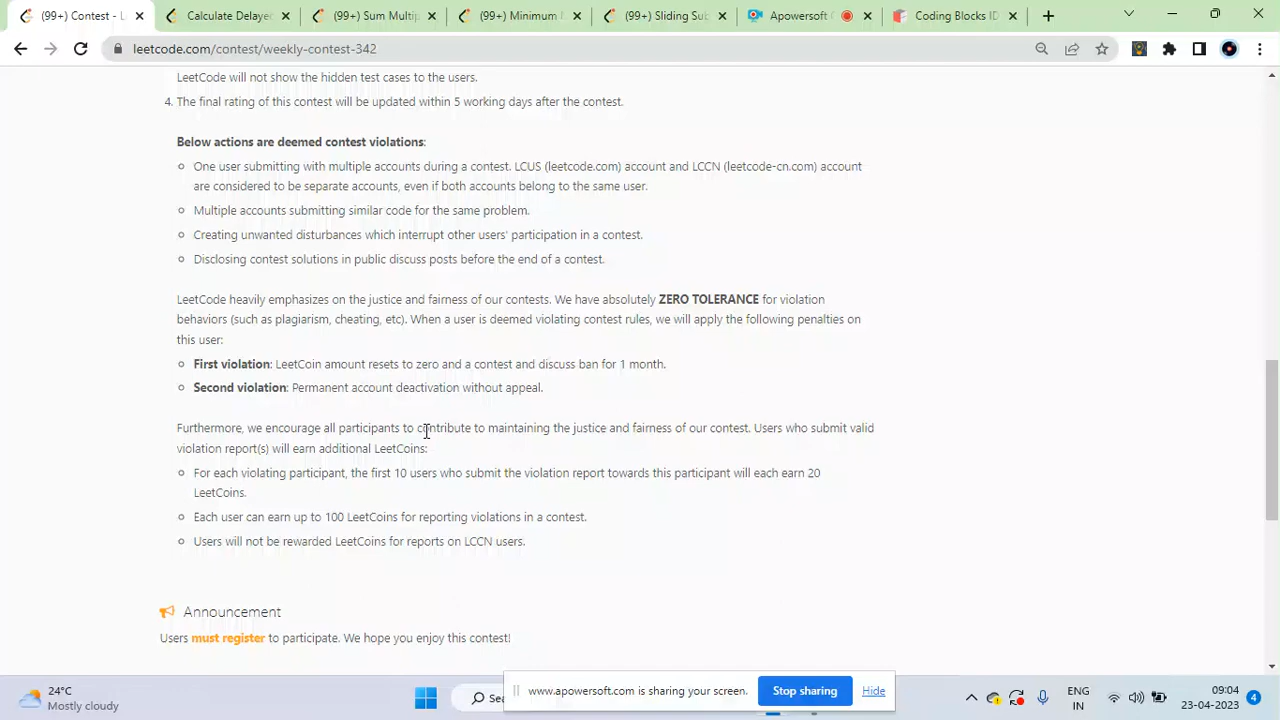 (99+) Contest -
Calculate Delaye
(99+) Sum Multip
(99+) Minimum
(99+) Sliding Sub
Apowersoft
Coding Blocks ID
leetcode.com/contest/weekly-contest-342
LeetCode will not show the hidden test cases to the users.
4. The final rating of this contest will be updated within 5 working days after the contest.
Below actions are deemed contest violations:
One user submitting with multiple accounts during a contest. LCUS (leetcode.com) account and LCCN (leetcode-cn.com) account
are considered to be separate accounts, even if both accounts belong to the same user.
Multiple accounts submitting similar code for the same problem.
Creating unwanted disturbances which interrupt other users' participation in a contest.
Disclosing contest solutions in public discuss posts before the end of a contest.
LeetCode heavily emphasizes on the justice and fairness of our contests. We have absolutely ZERO TOLERANCE for violation
behaviors (such as plagiarism, cheating, etc). When a user is deemed violating contest rules, we will apply the following penalties on
this user:
First violation: LeetCoin amount resets to zero and a contest and discuss ban for 1 month.
Second violation: Permanent account deactivation without appeal.
Furthermore, we encourage all participants to contribute to maintaining the justice and fairness of our contest. Users who submit valid
violation report(s) will earn additional LeetCoins:
For each violating participant, the first 10 users who submit the violation report towards this participant will each earn 20
LeetCoins.
Each user can earn up to 100 LeetCoins for reporting violations in a contest.
Users will not be rewarded LeetCoins for reports on LCCN users.
Announcement
Users must register to participate. We hope you enjoy this contest!
www.apowersoft.com is sharing your screen.
Stop sharing
Hide
24°C
Mostly cloudy
Sea
ENG
IN
09:04
23-04-2023
4